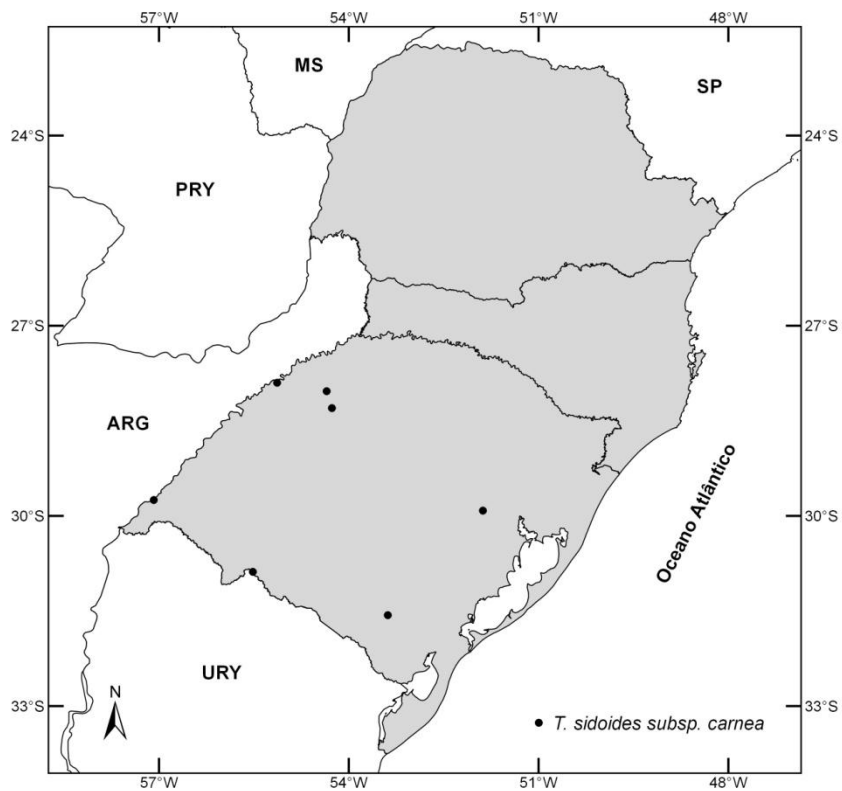 57°W 54°W 51°W 48°W
MS
SP
24°S 24°S
PRY
27°S 27°S
ARG
Oceano Atlântico
30°S 30°S
URY
N
33°S 33°S
T. sidoides subsp. carnea
57°W 54°W 51°W 48°W